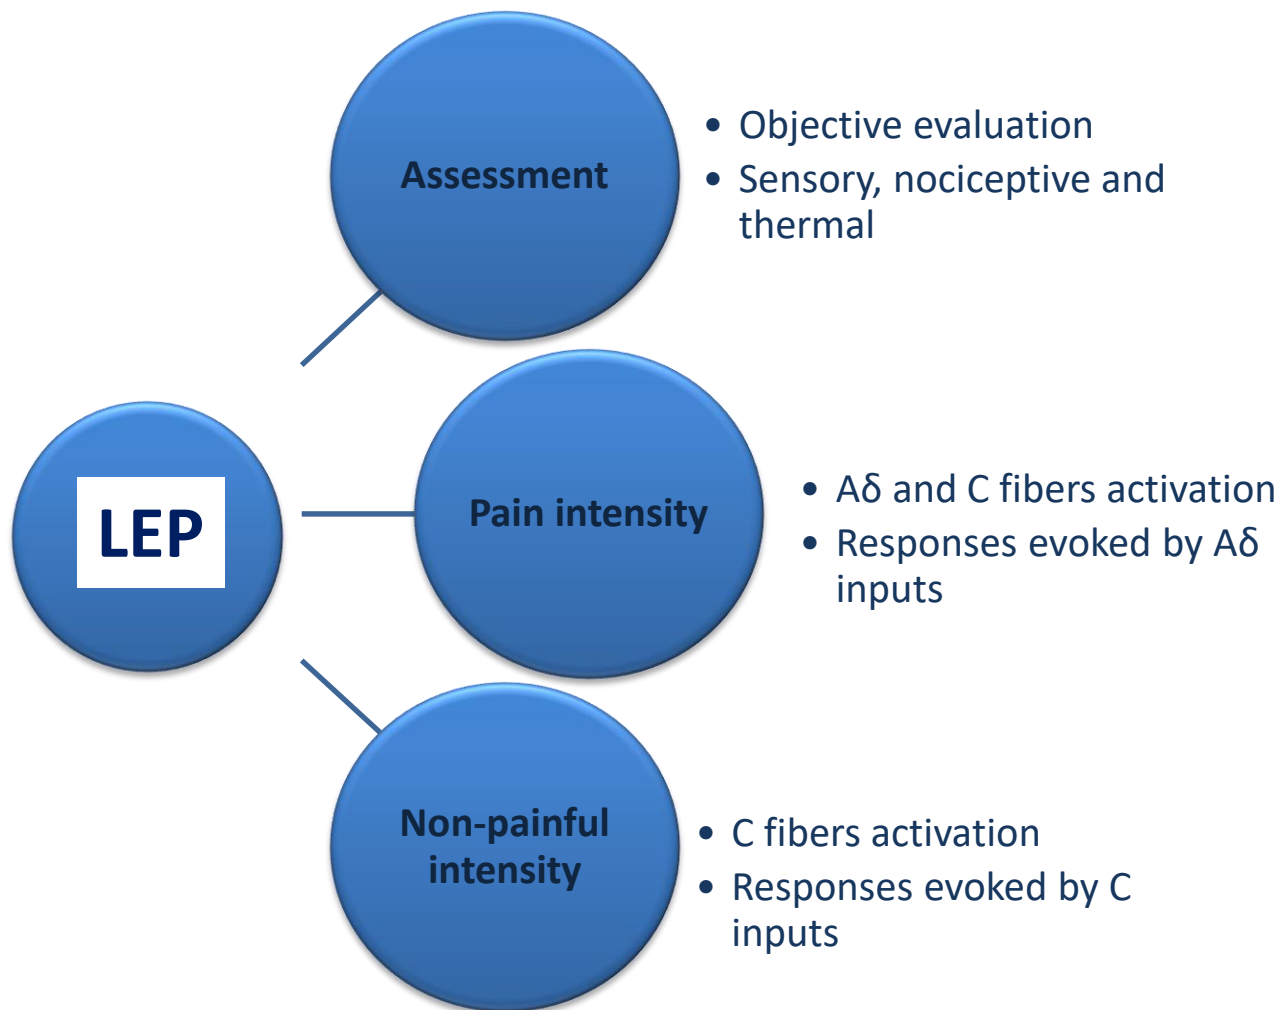 LEP
Assessment
• Objective evaluation
• Sensory, nociceptive and
thermal
Pain intensity
• Aδ and C fibers activation
• Responses evoked by Aδ
inputs
Non-painful
intensity
• C fibers activation
• Responses evoked by C
inputs